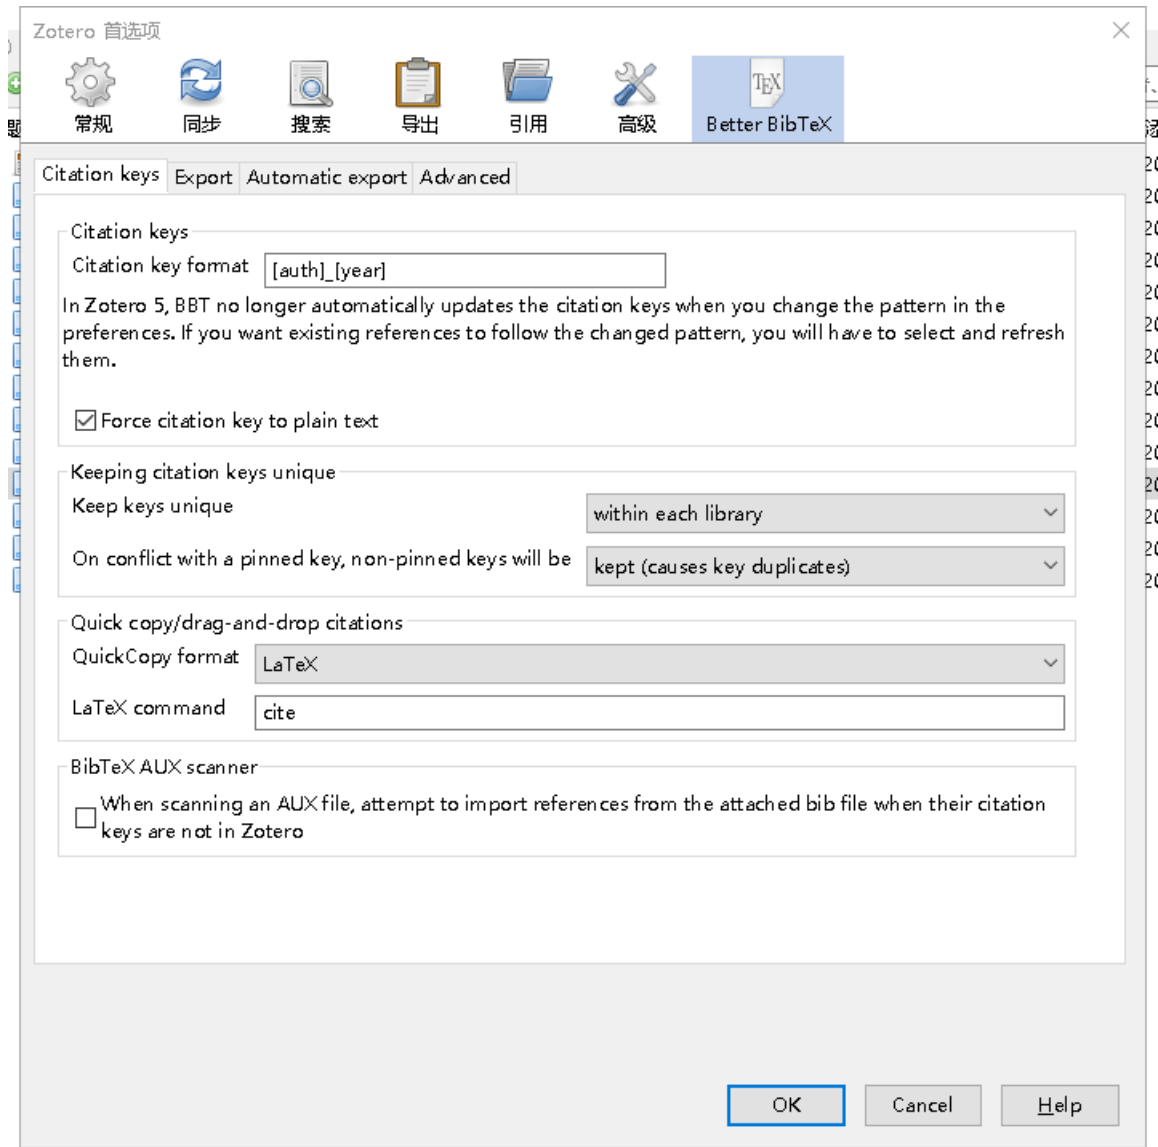 Zotero 首选项
常规
同步
搜索
导出
引用
高级
TEX
Better BibTeX
Citation keys
Export
Automatic export
Advanced
Citation keys
Citation key format
[auth]_[year]
In Zotero 5, BBT no longer automatically updates the citation keys when you change the pattern in the
preferences. If you want existing references to follow the changed pattern, you will have to select and refresh
them.
Force citation key to plain text
Keeping citation keys unique
Keep keys unique
within each library
On conflict with a pinned key, non-pinned keys will be
kept (causes key duplicates)
Quick copy/drag-and-drop citations
QuickCopy format
LaTeX
LaTeX command
cite
BibTeX AUX scanner
When scanning an AUX file, attempt to import references from the attached bib file when their citation
keys are not in Zotero
OK
Cancel
Help